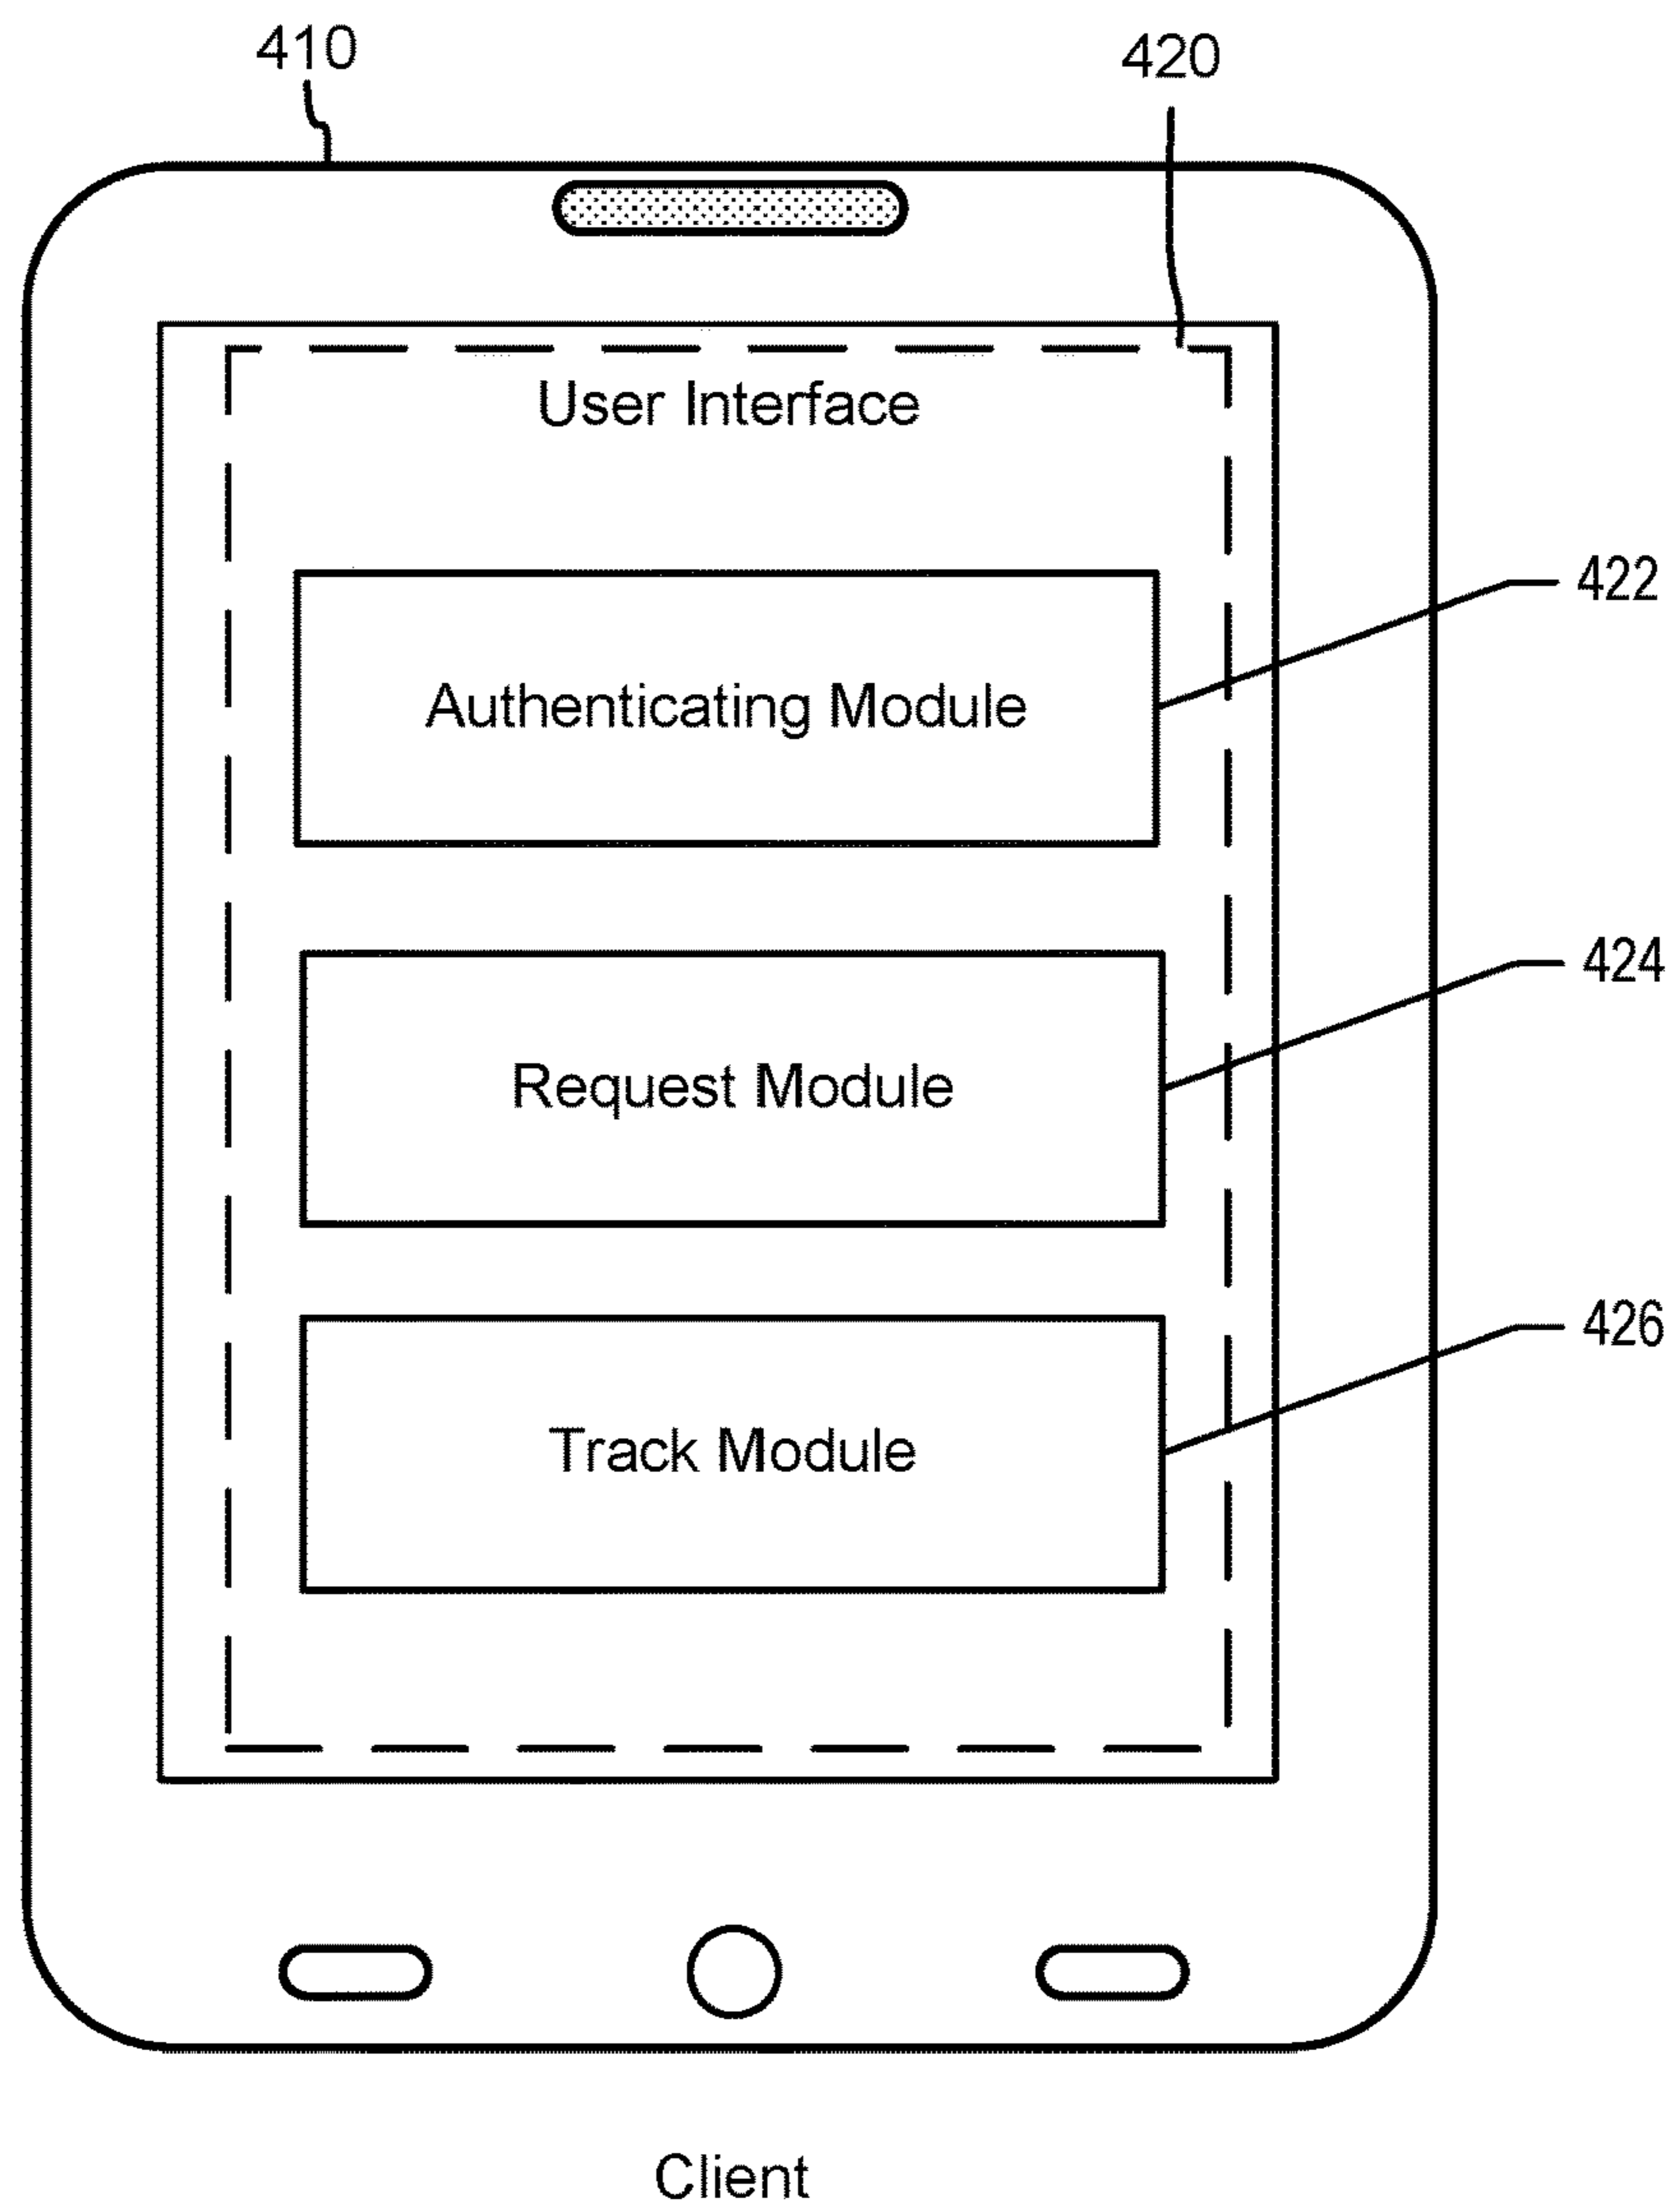 410
420
User Interface
422
Authenticating Module
424
Request Module
426
Track Module
Client